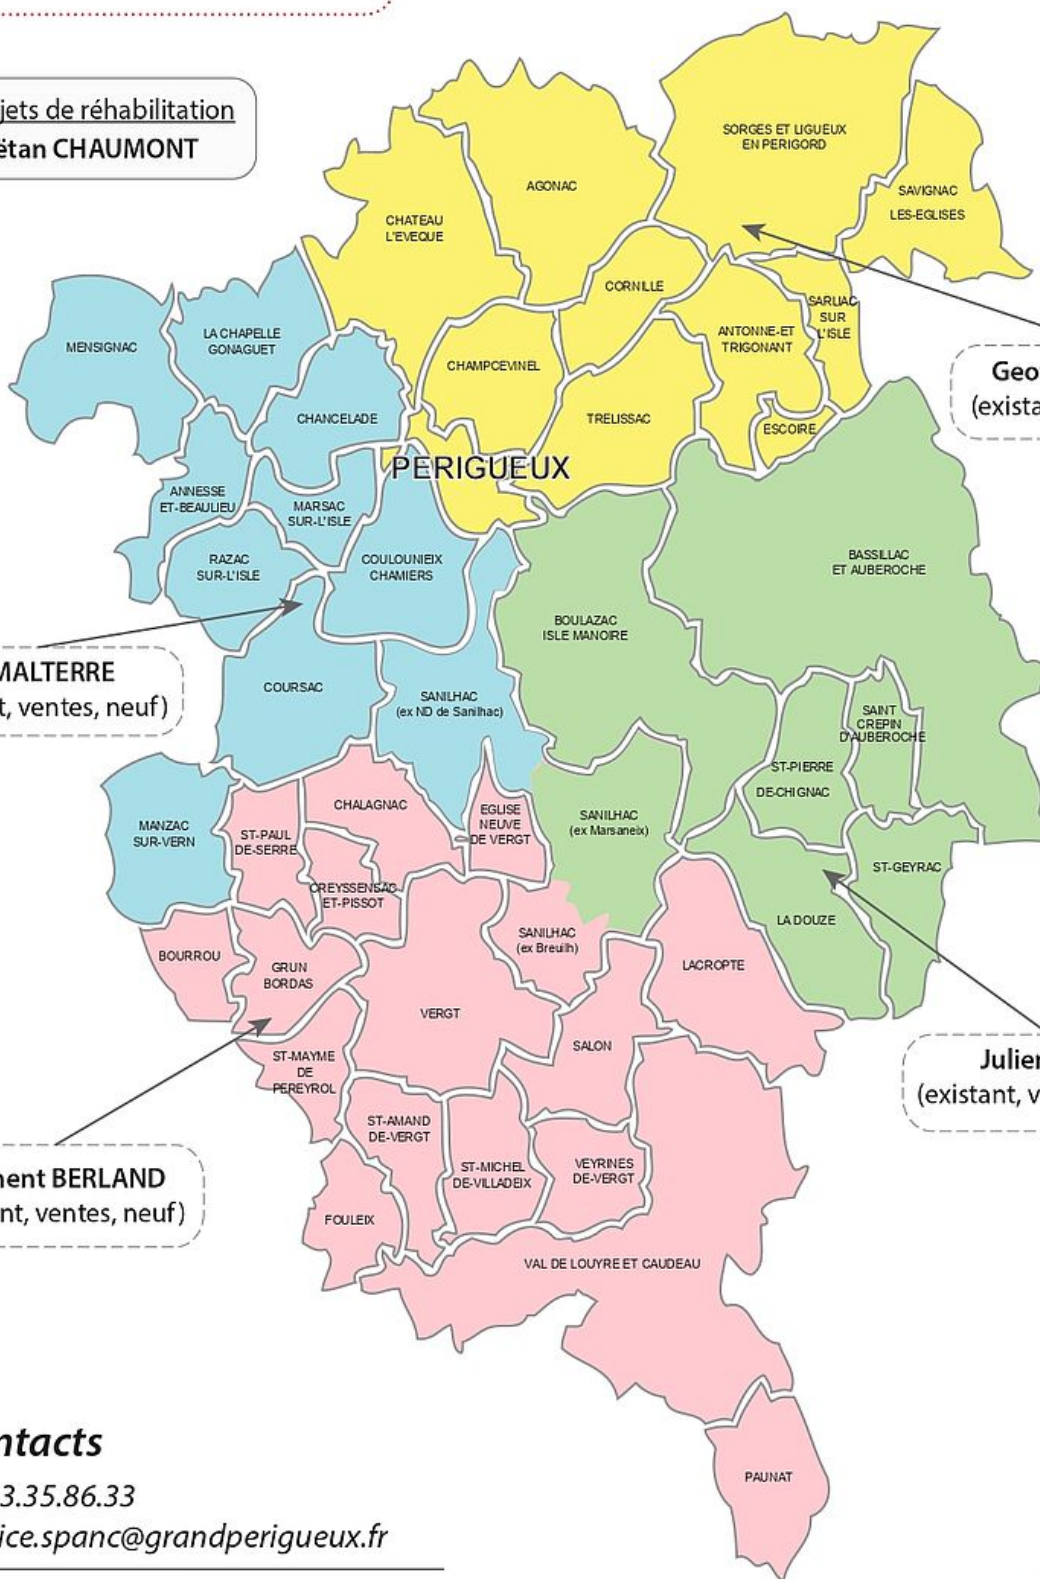 jets de réhabilitation
ëtan CHAUMONT
SORGES ET LIGUEUX
EN PERIGORD
AGONAC
SAVIGNAC
LES-EGLISES
CHATEAU
L'EVEQUE
CORNILLE
SARLIAC
SUR
L'ISLE
MENSIGNAC
LA CHAPELLE
GONAGUET
ANTONNE-ET
TRIGONANT
CHAMPCEVINEL
Geo
(exista
CHANCELADE
TRELISSAC
ESCOIRE
PERIGUEUX
ANNESSE
ET-BEAULIEU
MARSAC
SUR-L'ISLE
RAZAC
SUR-L'ISLE
COULOUNIEIX
CHAMIERS
BASSILLAC
ET AUBEROCHE
BOULAZAC
ISLE MANOIRE
MALTERRE
t, ventes, neuf)
COURSAC
SANILHAC
(ex ND de Sanilhac)
SAINT
CREPIN
D'AUBEROCHE
ST-PIERRE
DE-CHIGNAC
MANZAC
SUR-VERN
CHALAGNAC
EGLISE
NEUVE
DE VERGT
SANILHAC
(ex Marsaneix)
ST-PAUL
DE-SERRE
CREYSSENSAC
ET-PISSOT
ST-GEYRAC
LA DOUZE
BOURROU
GRUN
BORDAS
SANILHAC
(ex Breuilh)
LACROPTE
VERGT
SALON
ST-MAYME
DE
PEREYROL
Julien
(existant, v
ST-AMAND
DE-VERGT
ST-MICHEL
DE-VILLADEIX
VEYRINES
DE-VERGT
ment BERLAND
nt, ventes, neuf)
FOULEIX
VAL DE LOUYRE ET CAUDEAU
ntacts
3.35.86.33
ice.spanc@grandperigueux.fr
PAUNAT